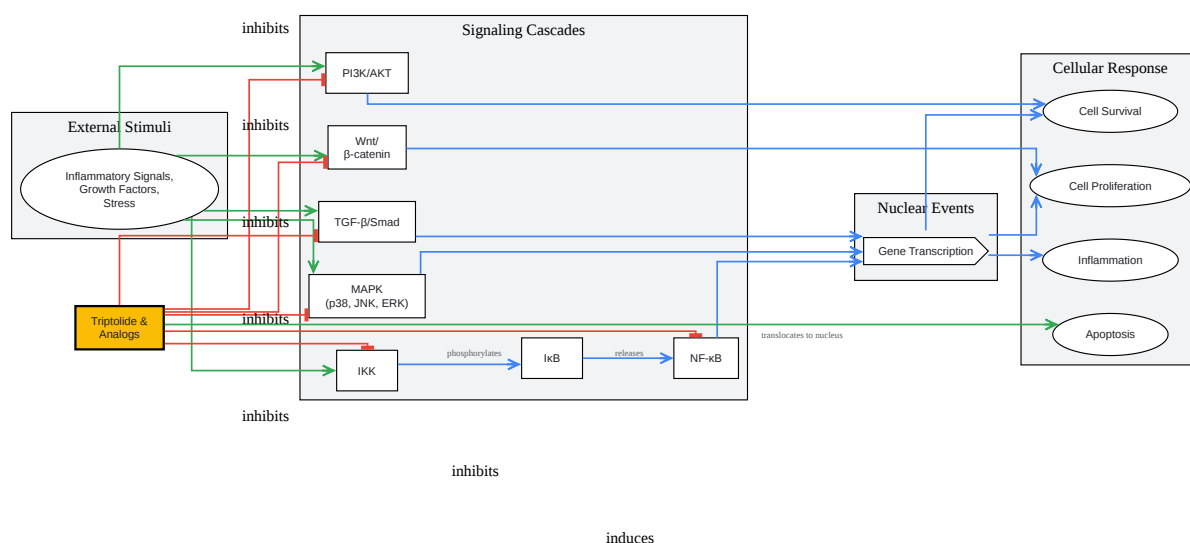 inhibits
Signaling Cascades
PI3K/AKT
Cellular Response
Cell Survival
External Stimuli
inhibits
Wnt/
β-catenin
Inflammatory Signals,
Growth Factors,
Stress
Cell Proliferation
inhibits
TGF-β/Smad
Nuclear Events
Gene Transcription
Inflammation
MAPK
(p38, JNK, ERK)
Triptolide &
Analogs
inhibits
translocates to nucleus
Apoptosis
phosphorylates
IκB
releases
NF-κB
IKK
inhibits
inhibits
induces